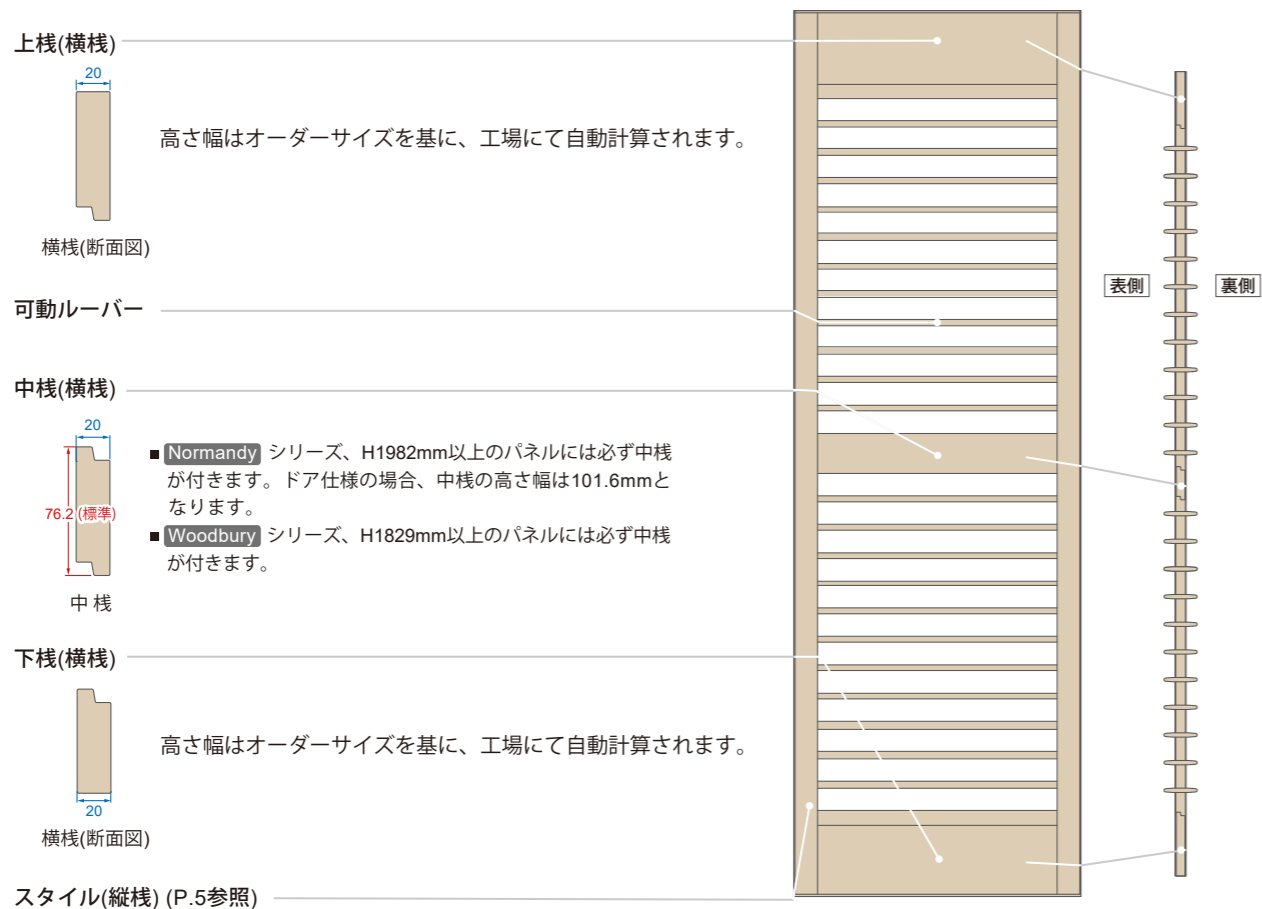 上桟(横桟)
20
高さ幅はオーダーサイズを基に、工場にて自動計算されます。
横桟(断面図)
表側
裏側
可動ルーバー
中桟(横桟)
20
76.2 (標準)
■ Normandy シリーズ、H1982mm以上のパネルには必ず中桟
が付きます。ドア仕様の場合、中桟の高さ幅は101.6mmと
なります。
■ Woodbury シリーズ、H1829mm以上のパネルには必ず中桟
が付きます。
中 桟
下桟(横桟)
高さ幅はオーダーサイズを基に、工場にて自動計算されます。
20
横桟(断面図)
スタイル(縦桟) (P.5参照)